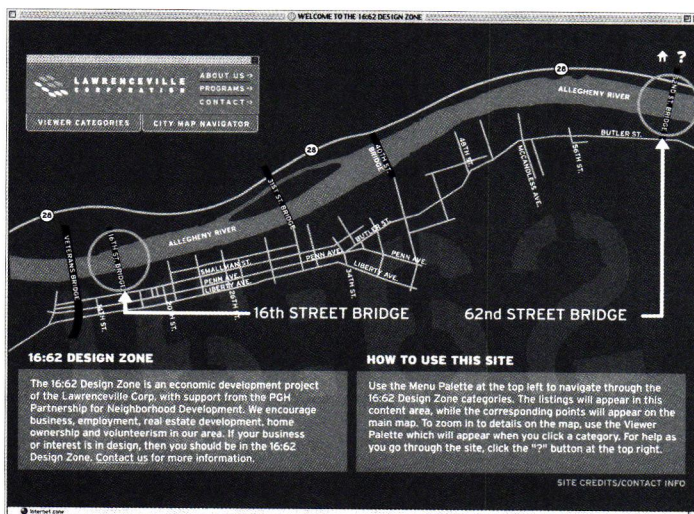 WELCOME TO THE 16:62 DESIGN ZONE
LAWRENCEVILLE
CORPORATION
ABOUT US
PROGRAMS
CONTACT
VIEWER CATEGORIES
CITY MAP NAVIGATOR
?
28
ALLEGHENY RIVER
62ND ST. BRIDGE
BUTLER ST.
40TH ST.
BRIDGE
48TH ST.
MCCANDLESS AVE.
56TH ST.
28
31ST ST. BRIDGE
28
VETERANS BRIDGE
16TH ST. BRIDGE
ALLEGHENY RIVER
BUTLER ST.
SMALLMAN ST.
PENN AVE.
PENN AVE.
PENN AVE.
LIBERTY AVE.
LIBERTY AVE.
34TH ST.
26TH ST.
20TH ST.
16th STREET BRIDGE
62nd STREET BRIDGE
16:62 DESIGN ZONE
The 16:62 Design Zone is an economic development project
of the Lawrenceville Corp. with support from the PGH
Partnership for Neighborhood Development. We encourage
business, employment, real estate development, home
ownership and volunteerism in our area. If your business
or interest is in design, then you should be in the 16:62
Design Zone. Contact us for more information.
HOW TO USE THIS SITE
Use the Menu Palette at the top left to navigate through the
16:62 Design Zone categories. The listings will appear in this
content area, while the corresponding points will appear on the
main map. To zoom in to details on the map, use the Viewer
Palette which will appear when you click a category. For help as
you go through the site, click the "?" button at the top right.
SITE CREDITS/CONTACT INFO
Internet zone